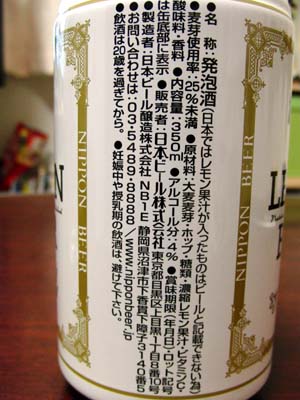 ●名 称：発泡酒（日本ではレモン果汁が入ったものはビールと記載できない為）
●麦芽使用率：25％未満 ●原材料：大麦麦芽・ホップ・糖類・濃縮レモン果汁・ビタミンC・
酸味料・香料 ●内容量：350ml ●アルコール分：4％ ●賞味期限（年月旬）・ロット記号
は缶底部に表示 ●販売者：日本ビール株式会社 東京都目黒区上目黒1丁目8番10号
●製造者：日本ビール醸造株式会社 NB1E 静岡県沼津市下香貫下障子3140番5
●お問い合わせは：03・5489・8888／www.nipponbeer.jp
飲酒は20歳を過ぎてから。 ●妊娠中や授乳期の飲酒は、避けて下さい。
NIPPON BEER
NIPPON BEER
N